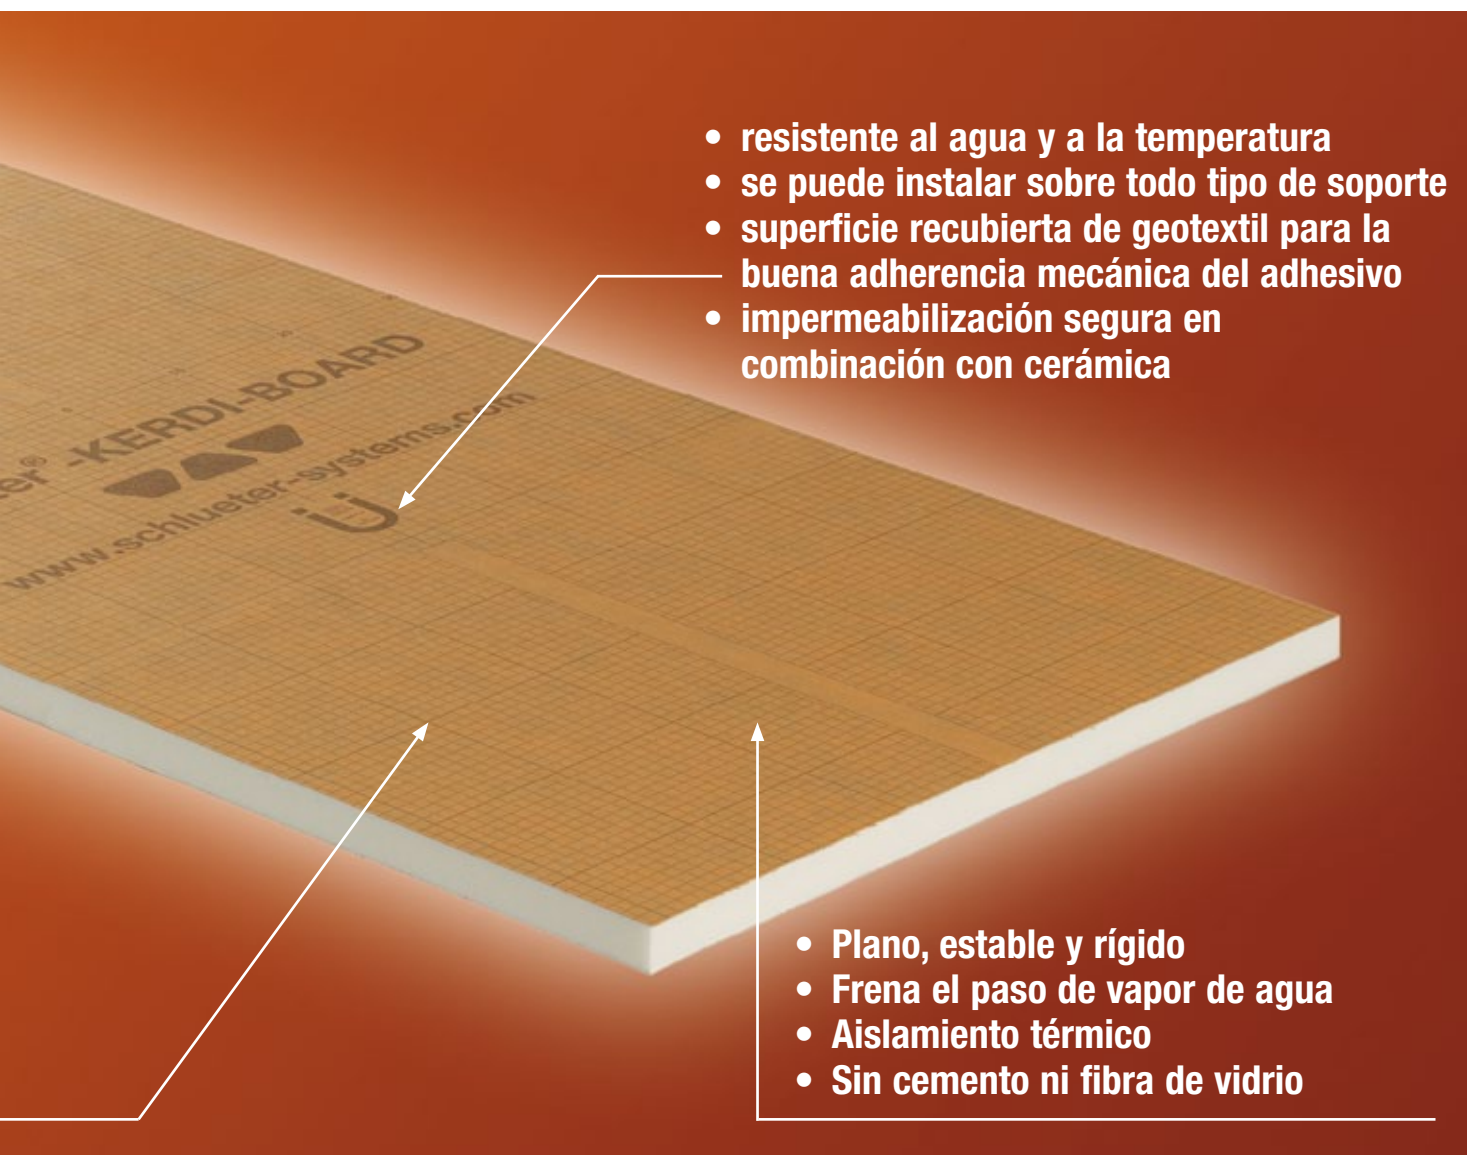 • resistente al agua y a la temperatura
• se puede instalar sobre todo tipo de soporte
• superficie recubierta de geotextil para la
buena adherencia mecánica del adhesivo
• impermeabilización segura en
combinación con cerámica
-KERDI-BOARD
www.schlueter-systems.com
• Plano, estable y rígido
• Frena el paso de vapor de agua
• Aislamiento térmico
• Sin cemento ni fibra de vidrio